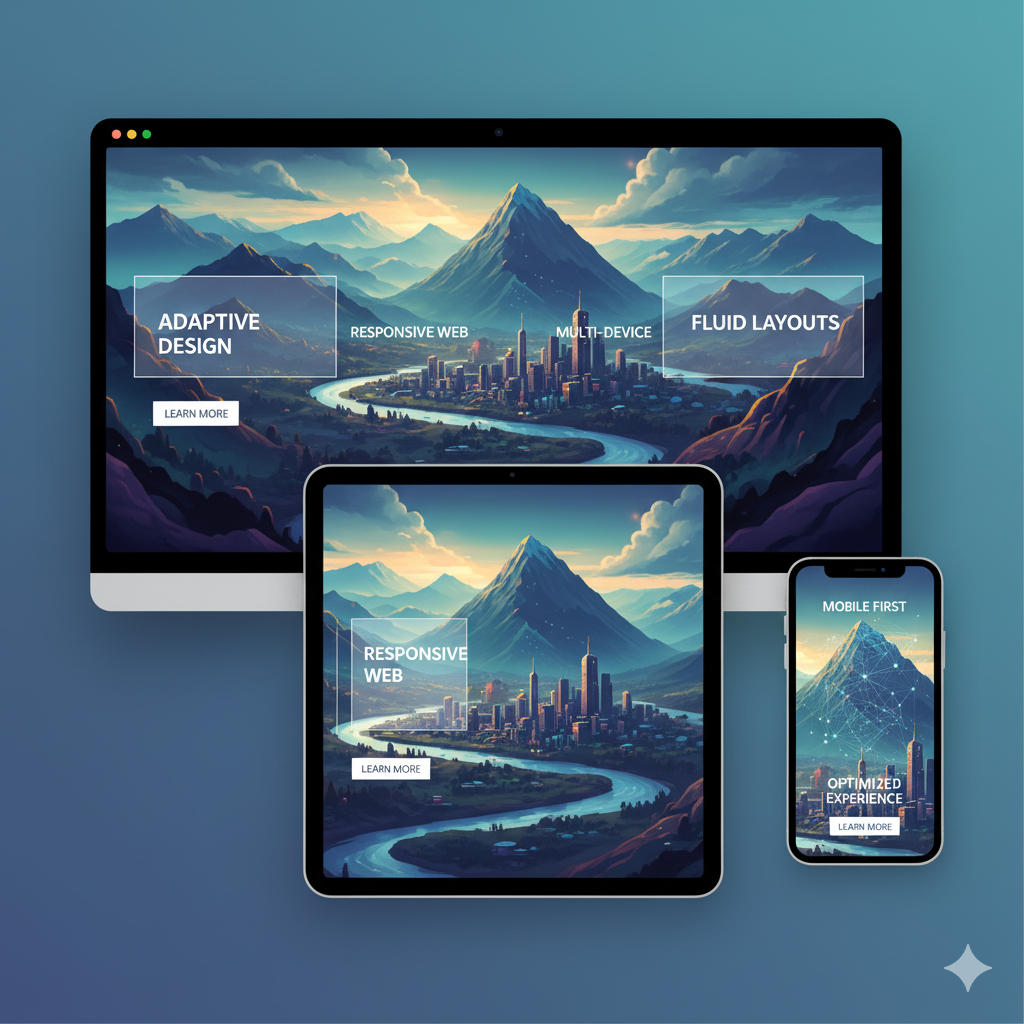 ADAPTIVE
DESIGN
RESPONSIVE WEB
MULTI-DEVICE
FLUID LAYOUTS
LEARN MORE
RESPONSIVE
WEB
LEARN MORE
MOBILE FIRST
OPTIMIZED
EXPERIENCE
LEARN MORE